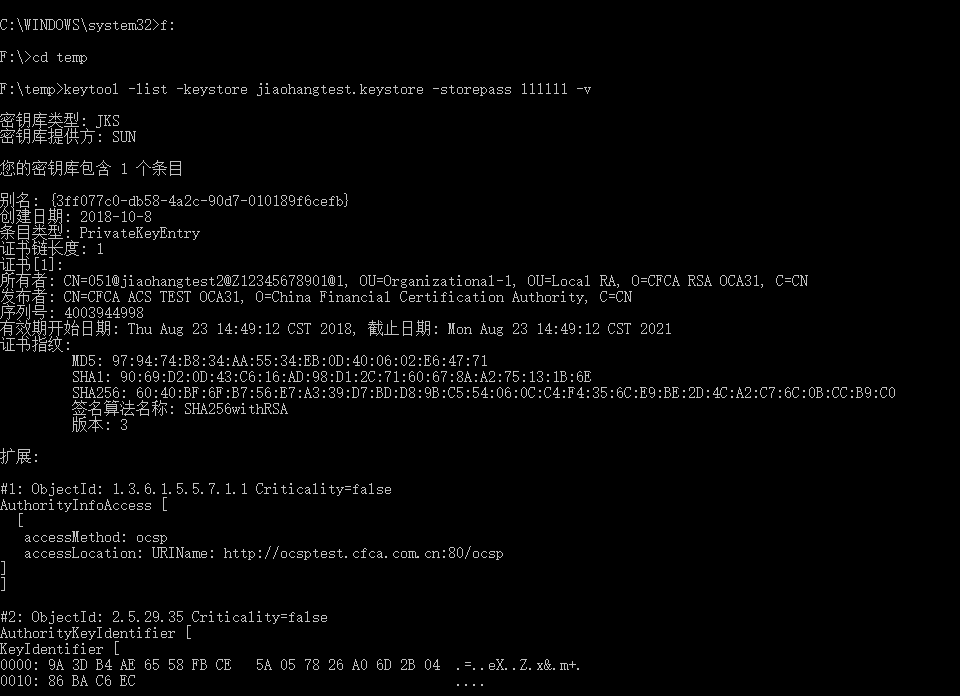 C:\WINDOWS\system32>f:
F:\>cd temp
F:\temp>keytool -list -keystore jiaohangtest.keystore -storepass 111111 -v
密钥库类型: JKS
密钥库提供方: SUN
您的密钥库包含 1 个条目
别名: {3ff077c0-db58-4a2c-90d7-010189f6cefb}
创建日期: 2018-10-8
条目类型: PrivateKeyEntry
证书链长度: 1
证书[1]:
所有者: CN=051@jiaohangtest2@Z12345678901@1, OU=Organizational-1, OU=Local RA, O=CFCA RSA OCA31, C=CN
发布者: CN=CFCA ACS TEST OCA31, O=China Financial Certification Authority, C=CN
序列号: 4003944998
有效期开始日期: Thu Aug 23 14:49:12 CST 2018, 截止日期: Mon Aug 23 14:49:12 CST 2021
证书指纹:
MD5: 97:94:74:B8:34:AA:55:34:EB:0D:40:06:02:E6:47:71
SHA1: 90:69:D2:0D:43:C6:16:AD:98:D1:2C:71:60:67:8A:A2:75:13:1B:6E
SHA256: 60:40:BF:6F:B7:56:E7:A3:39:D7:BD:D8:9B:C5:54:06:0C:C4:F4:35:6C:E9:BE:2D:4C:A2:C7:6C:0B:CC:B9:C0
签名算法名称: SHA256withRSA
版本: 3
扩展:
#1: ObjectId: 1.3.6.1.5.5.7.1.1 Criticality=false
AuthorityInfoAccess [
[
accessMethod: ocsp
accessLocation: URIName: http://ocsptest.cfca.com.cn:80/ocsp
]
]
#2: ObjectId: 2.5.29.35 Criticality=false
AuthorityKeyIdentifier [
KeyIdentifier [
0000: 9A 3D B4 AE 65 58 FB CE   5A 05 78 26 A0 6D 2B 04  .=..eX..Z.x&.m+.
0010: 86 BA C6 EC                                        ....